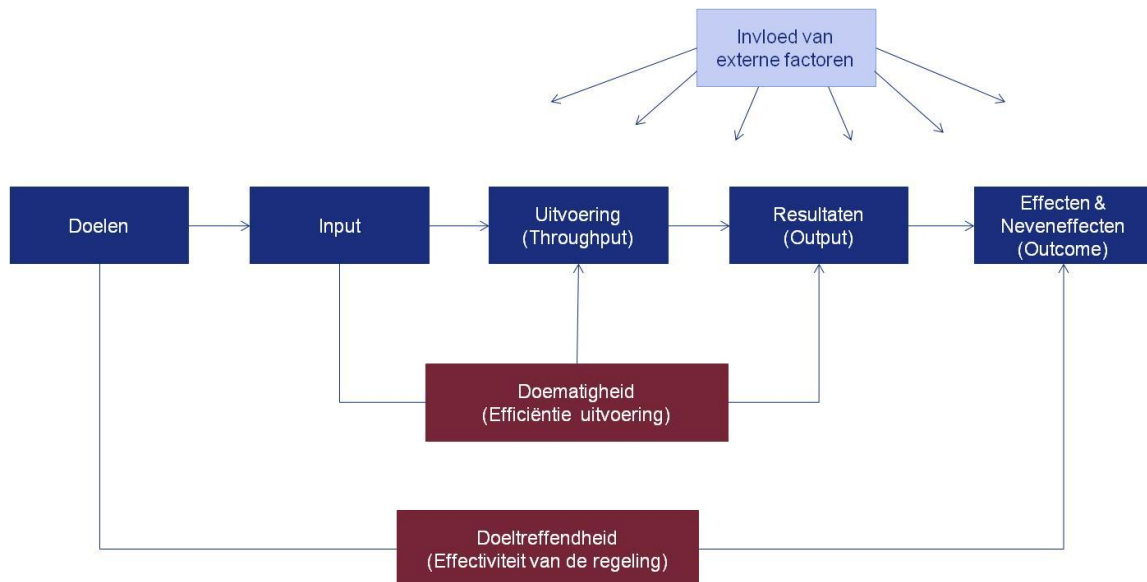 Invloed van
externe factoren
Doelen
Input
Uitvoering
(Throughput)
Resultaten
(Output)
Effecten &
Neveneffecten
(Outcome)
Doematigheid
(Efficiëntie uitvoering)
Doeltreffendheid
(Effectiviteit van de regeling)